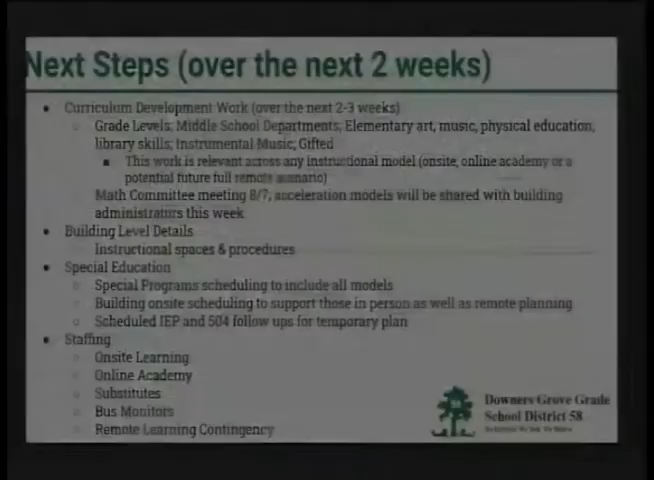 Next Steps (over the next 2 weeks)
• Curriculum Development Work (over the next 2-3 weeks)
○ Grade Levels; Middle School Departments; Elementary art, music, physical education,
library skills; Instrumental Music; Gifted
■ This work is relevant across any instructional model (onsite, online academy or a
potential future full remote scenario)
Math Committee meeting 8/7; acceleration models will be shared with building
administrators this week
• Building Level Details
Instructional spaces & procedures
• Special Education
○ Special Programs scheduling to include all models
○ Building onsite scheduling to support those in person as well as remote planning
○ Scheduled IEP and 504 follow ups for temporary plan
• Staffing
○ Onsite Learning
○ Online Academy
○ Substitutes
○ Bus Monitors
○ Remote Learning Contingency
Downers Grove Grade
School District 58